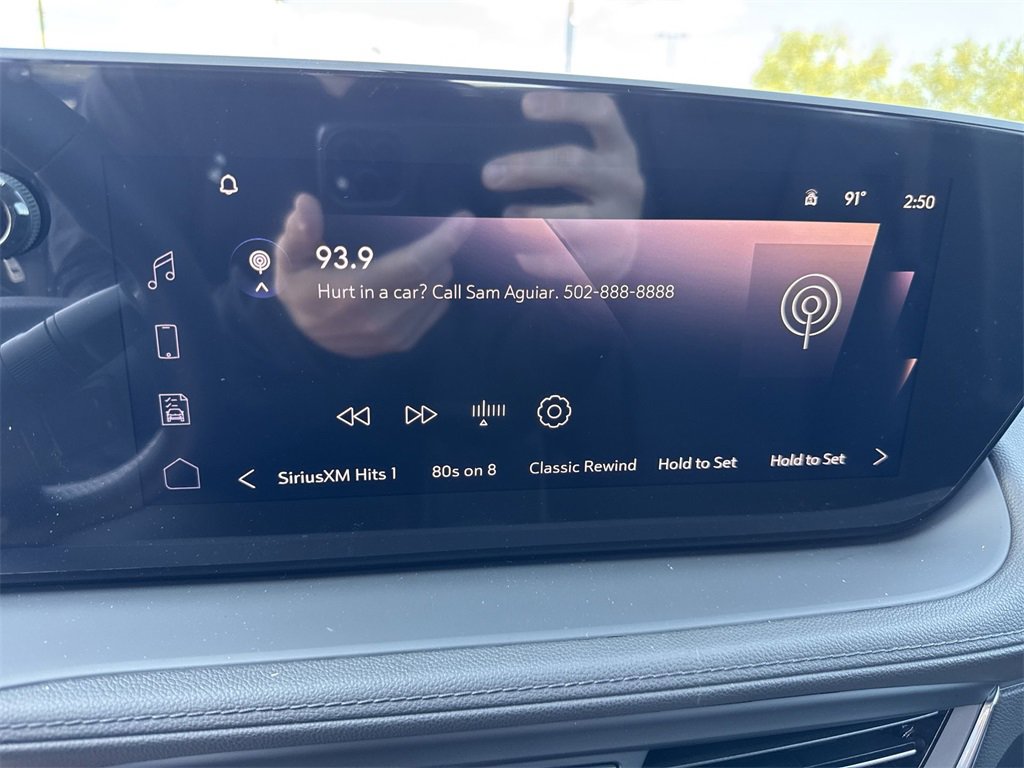 91° 2:50
93.9
Hurt in a car? Call Sam Aguiar. 502-888-8888
SiriusXM Hits 1 80s on 8 Classic Rewind Hold to Set Hold to Set